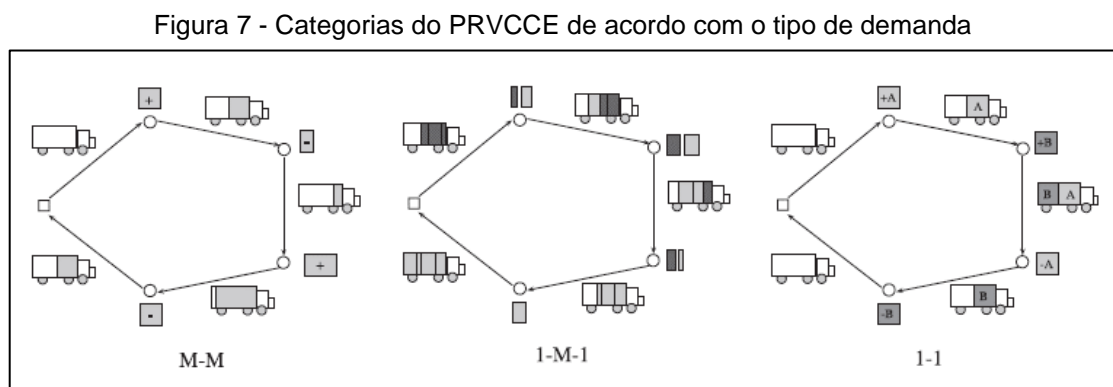 Figura 7 - Categorias do PRVCCE de acordo com o tipo de demanda
+
-
+
-
M-M
1-M-1
+A
A
+B
B A
-A
B
-B
1-1